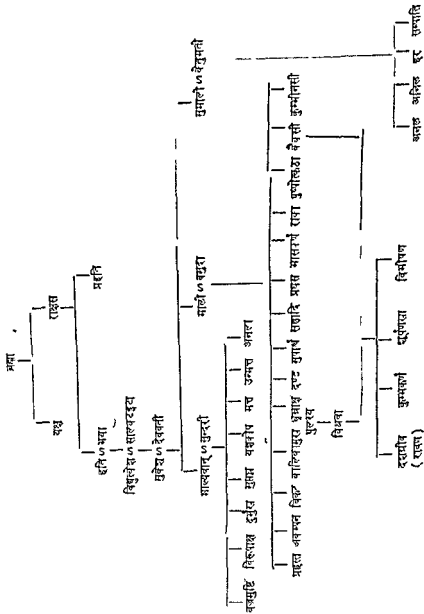 ब्रह्मा
यक्ष राक्षस
हेति S भया प्रहेति
विद्युत्केश S सालकटङ्कटा
सुकेश S देववती
माल्यवान् S सुन्दरी माली S वसुदा सुमाली S केतुमती
वज्रमुष्टि विरूपाक्ष दुर्मुख सुप्तघ्न यज्ञकोप मत्त उन्मत्त अनला
प्रहस्त अकम्पन विकट कालिकामुख धूम्राक्ष दण्ड सुपार्श्व संह्रादि प्रघस भासकर्ण राका पुष्पोत्कटा कैकसी कुम्भीनसी
पुलस्त्य
विश्रवा
दशग्रीव कुम्भकर्ण शूर्पणखा विभीषण
(रावण)
अनल अनिल हर सम्पाति